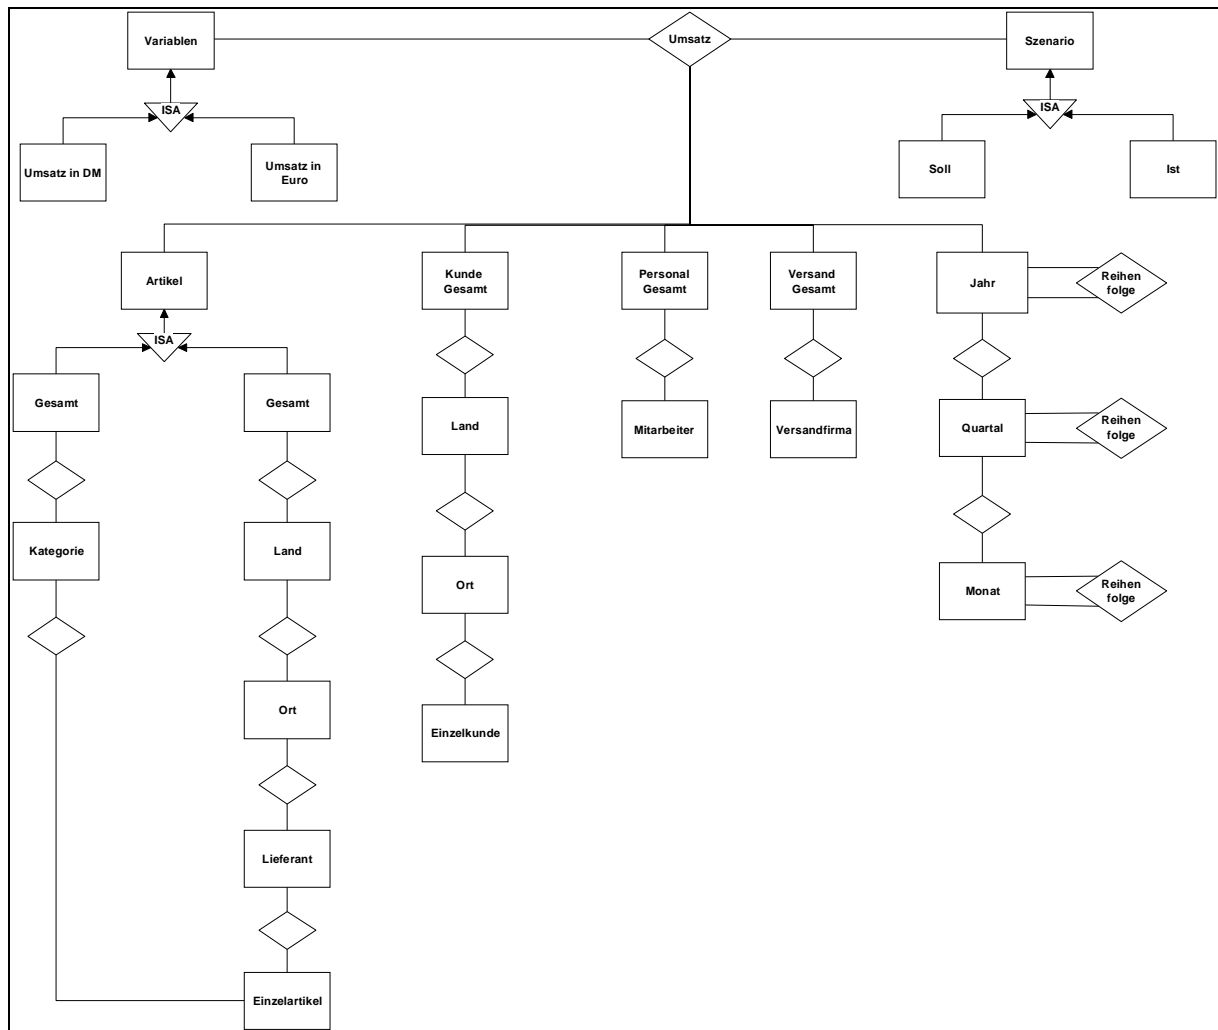 Variablen
Umsatz
Szenario
ISA
ISA
Umsatz in DM
Umsatz in
Euro
Soll
Ist
Artikel
Kunde
Gesamt
Personal
Gesamt
Versand
Gesamt
Jahr
Reihen
folge
ISA
Gesamt
Gesamt
Land
Mitarbeiter
Versandfirma
Quartal
Reihen
folge
Kategorie
Land
Ort
Monat
Reihen
folge
Ort
Einzelkunde
Lieferant
Einzelartikel